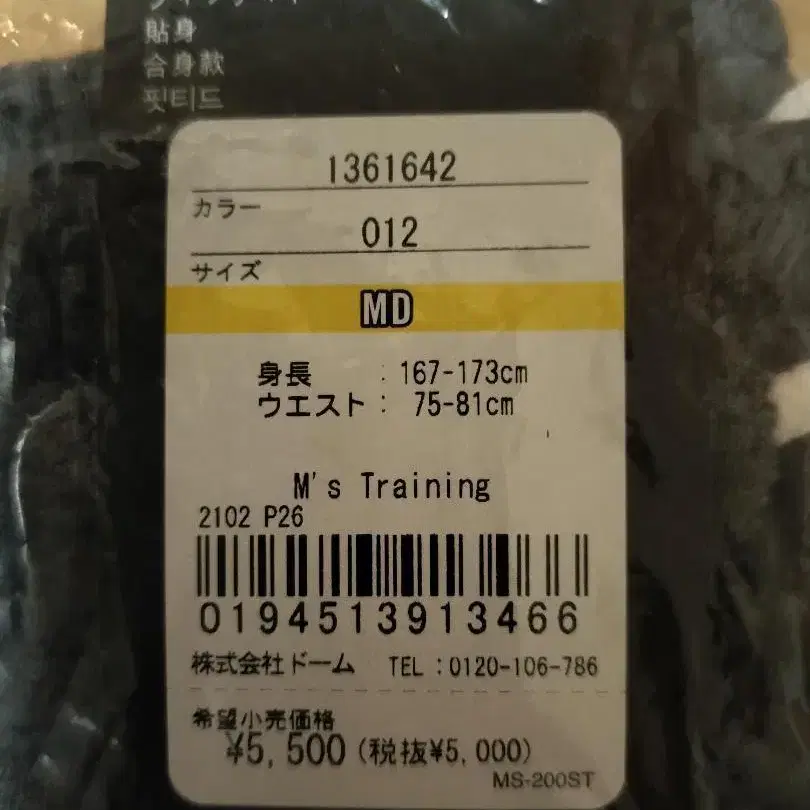 貼身
合身款
핏티드
1361642
カラー
012
サイズ
MD
身長 : 167-173cm
ウエスト : 75-81cm
M's Training
2102 P26
0194513913466
株式会社ドーム TEL:0120-106-786
希望小売価格
¥5,500(税抜¥5,000)
MS-200ST